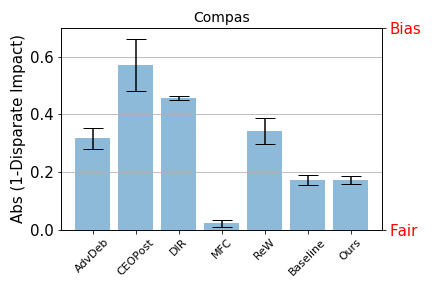 Compas
Bias
0.6
0.4
0.2
0.0
Fair
Abs (1-Disparate Impact)
AdvDeb
CEOPost
DIR
MFC
ReW
Baseline
Ours